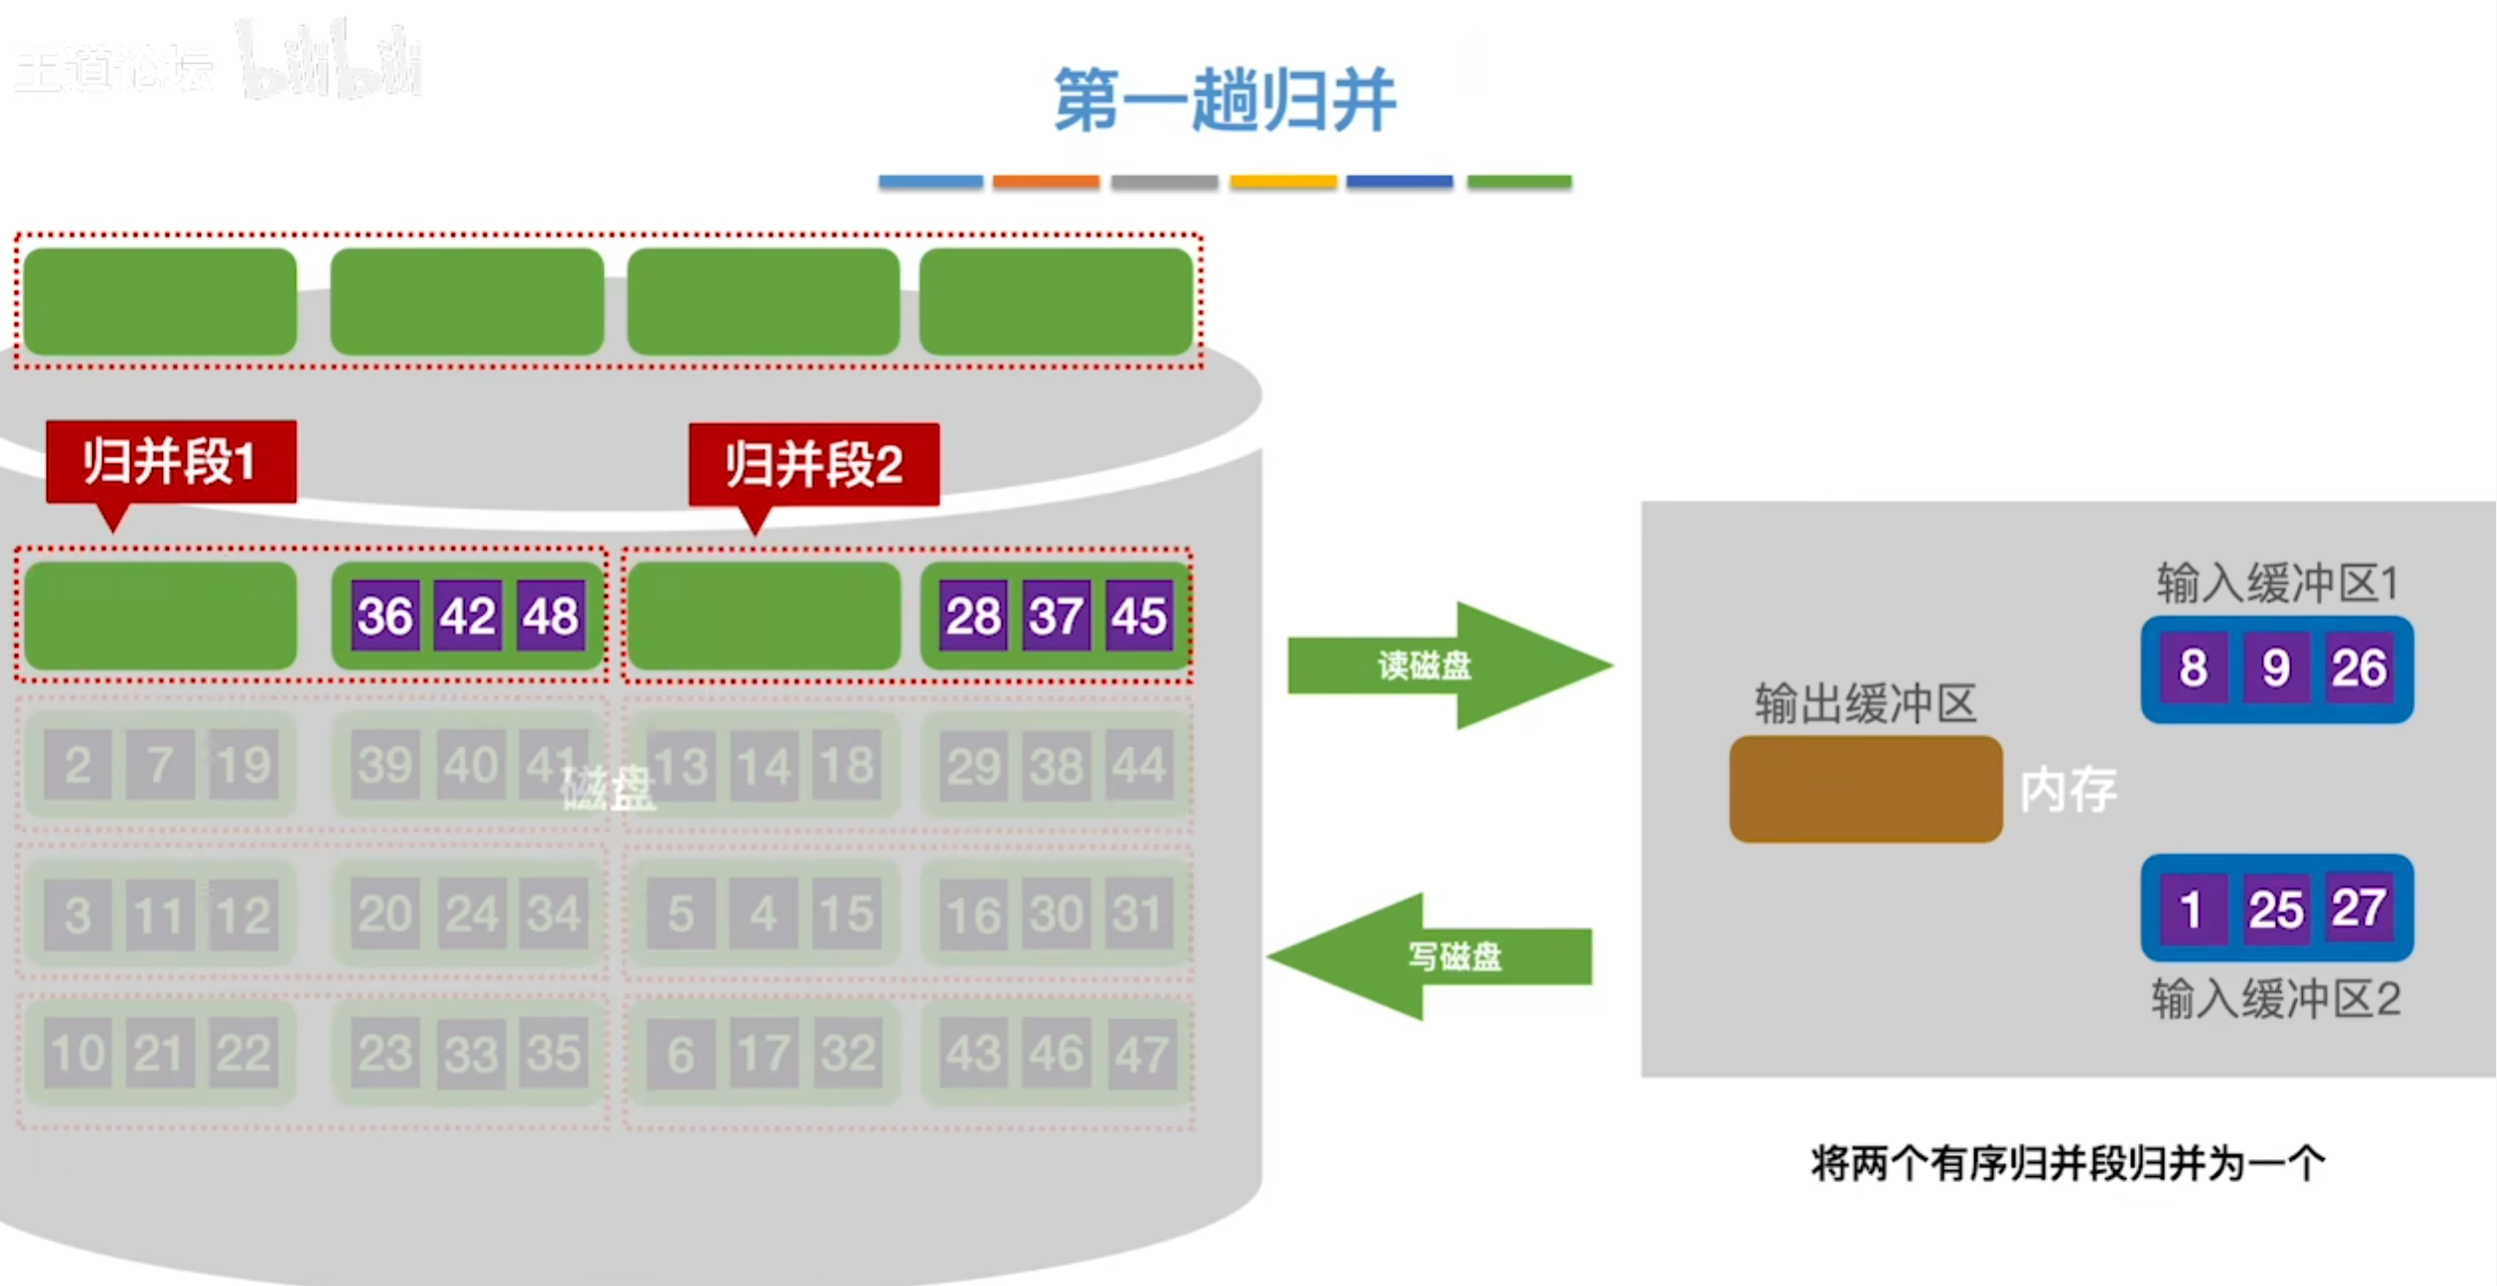 王道论坛 bilibili
第一趟归并
归并段1
归并段2
36 42 48
28 37 45
2 7 19
39 40 41
13 14 18
29 38 44
磁盘
3 11 12
20 24 34
5 4 15
16 30 31
10 21 22
23 33 35
6 17 32
43 46 47
读磁盘
写磁盘
输入缓冲区1
8 9 26
输出缓冲区
内存
1 25 27
输入缓冲区2
将两个有序归并段归并为一个